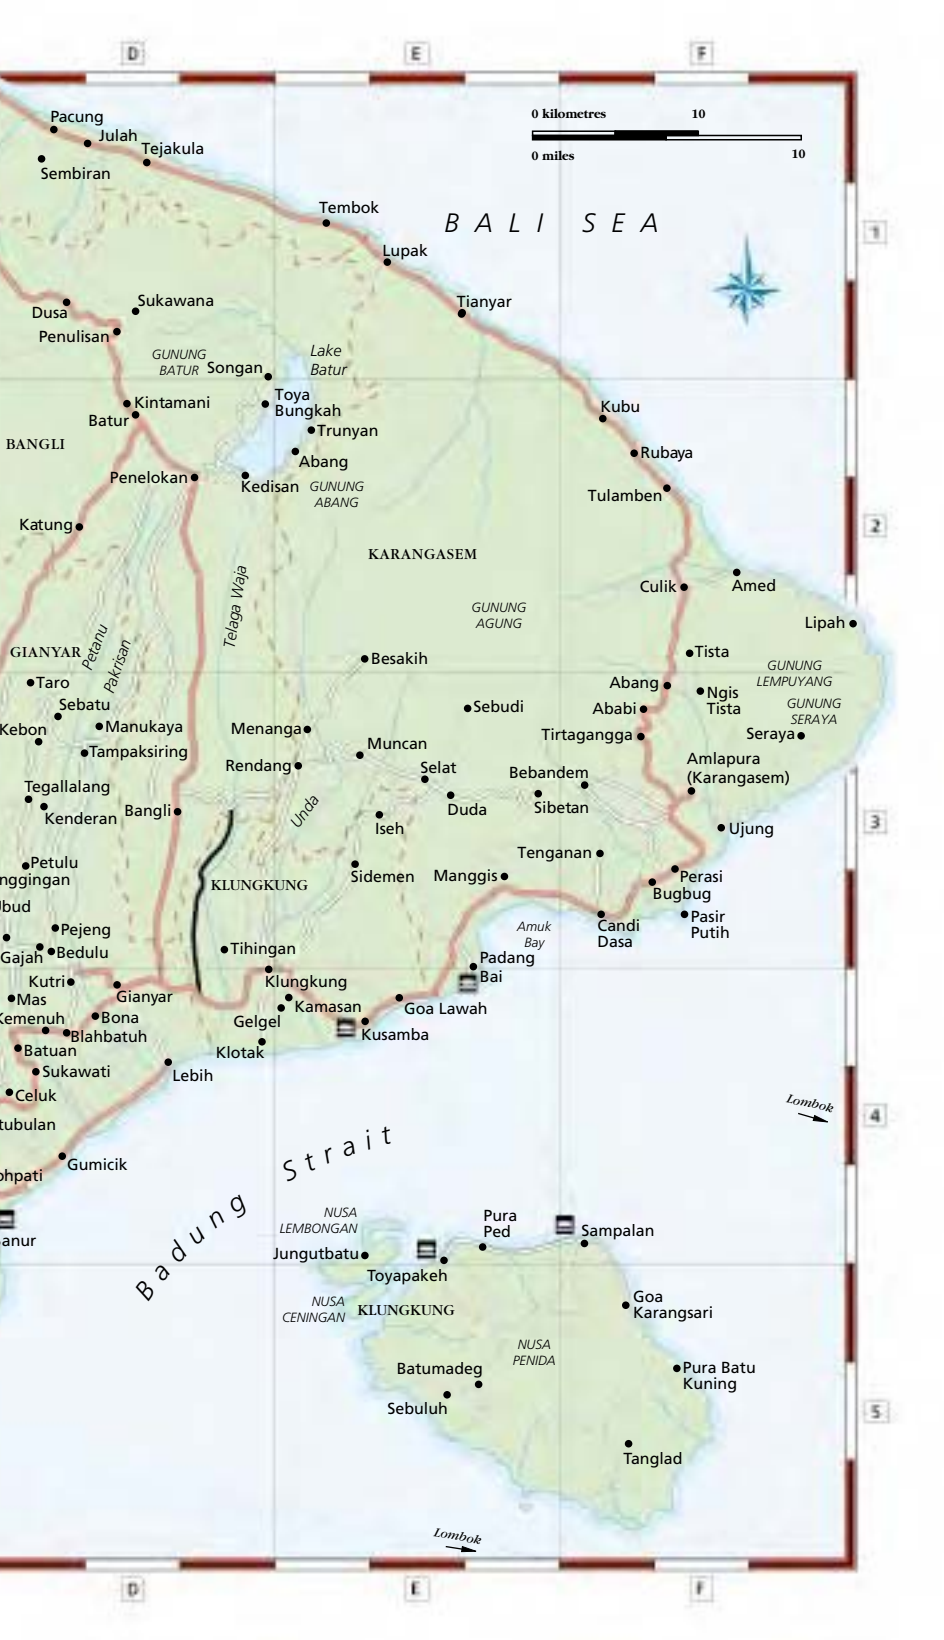 D
E
F
0 kilometres
10
0 miles
10
Pacung
Julah
Tejakula
Sembiran
Tembok
BALI SEA
1
Lupak
Tianyar
Sukawana
Dusa
Penulisan
GUNUNG
BATUR
Songan
Lake
Batur
Toya
Bungkah
Kintamani
Batur
Kubu
Trunyan
BANGLI
Rubaya
Abang
Penelokan
Kedisan
GUNUNG
ABANG
Tulamben
Katung
2
KARANGASEM
Telaga Waja
Culik
Amed
GUNUNG
AGUNG
Lipah
Petanu
Pakrisan
GIANYAR
Besakih
Tista
GUNUNG
LEMPUYANG
Taro
Abang
Ngis
Tista
Sebatu
Sebudi
Ababi
GUNUNG
SERAYA
Kebon
Manukaya
Menanga
Tirtagangga
Seraya
Tampaksiring
Muncan
Rendang
Selat
Bebandem
Amlapura
(Karangasem)
Tegallalang
Kenderan
Bangli
Unda
Duda
Sibetan
Iseh
3
Ujung
Petulu
nggingan
Tenganan
KLUNGKUNG
Sidemen
Manggis
Perasi
Bugbug
Ubud
Pejeng
Candi
Dasa
Pasir
Putih
Amuk
Bay
Gajah
Bedulu
Tihingan
Padang
Bai
Kutri
Klungkung
Mas
Gianyar
Kamasan
Goa Lawah
Kemenuh
Bona
Gelgel
Blahbatuh
Kusamba
Batuan
Klotak
Sukawati
Lebih
Celuk
Lombok
4
tubulan
Badung Strait
Gumicik
ohpati
anur
NUSA
LEMBONGAN
Pura
Ped
Sampalan
Jungutbatu
Toyapakeh
NUSA
CENINGAN
KLUNGKUNG
Goa
Karangsari
NUSA
PENIDA
Batumadeg
Pura Batu
Kuning
Sebuluh
5
Tanglad
Lombok
D
E
F